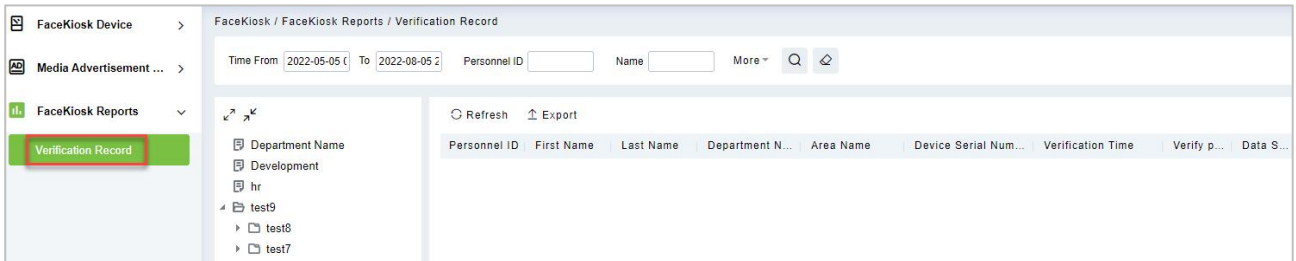 FaceKiosk Device
Media Advertisement ...
FaceKiosk Reports
Verification Record
FaceKiosk / FaceKiosk Reports / Verification Record
Time From 2022-05-05 ( To 2022-08-05 2 Personnel ID Name More
Refresh Export
Department Name
Development
hr
test9
test8
test7
Personnel ID First Name Last Name Department N... Area Name Device Serial Num... Verification Time Verify p... Data S...